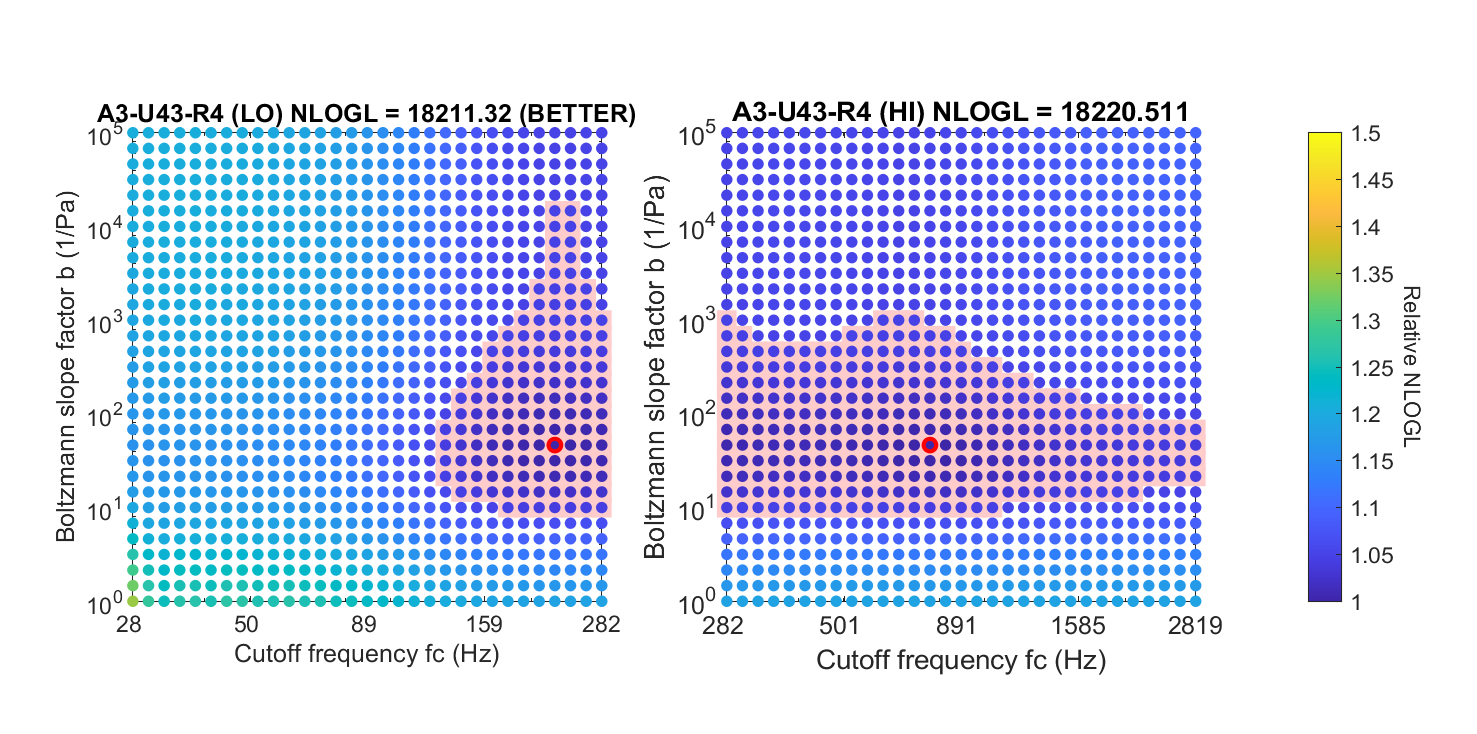 A3-U43-R4 (LO) NLOGL = 18211.32 (BETTER)
10^5
10^4
10^3
10^2
10^1
10^0
Boltzmann slope factor b (1/Pa)
28 50 89 159 282
Cutoff frequency fc (Hz)
A3-U43-R4 (HI) NLOGL = 18220.511
10^5
10^4
10^3
10^2
10^1
10^0
Boltzmann slope factor b (1/Pa)
282 501 891 1585 2819
Cutoff frequency fc (Hz)
1.5
1.45
1.4
1.35
1.3
1.25
1.2
1.15
1.1
1.05
1
Relative NLOGL